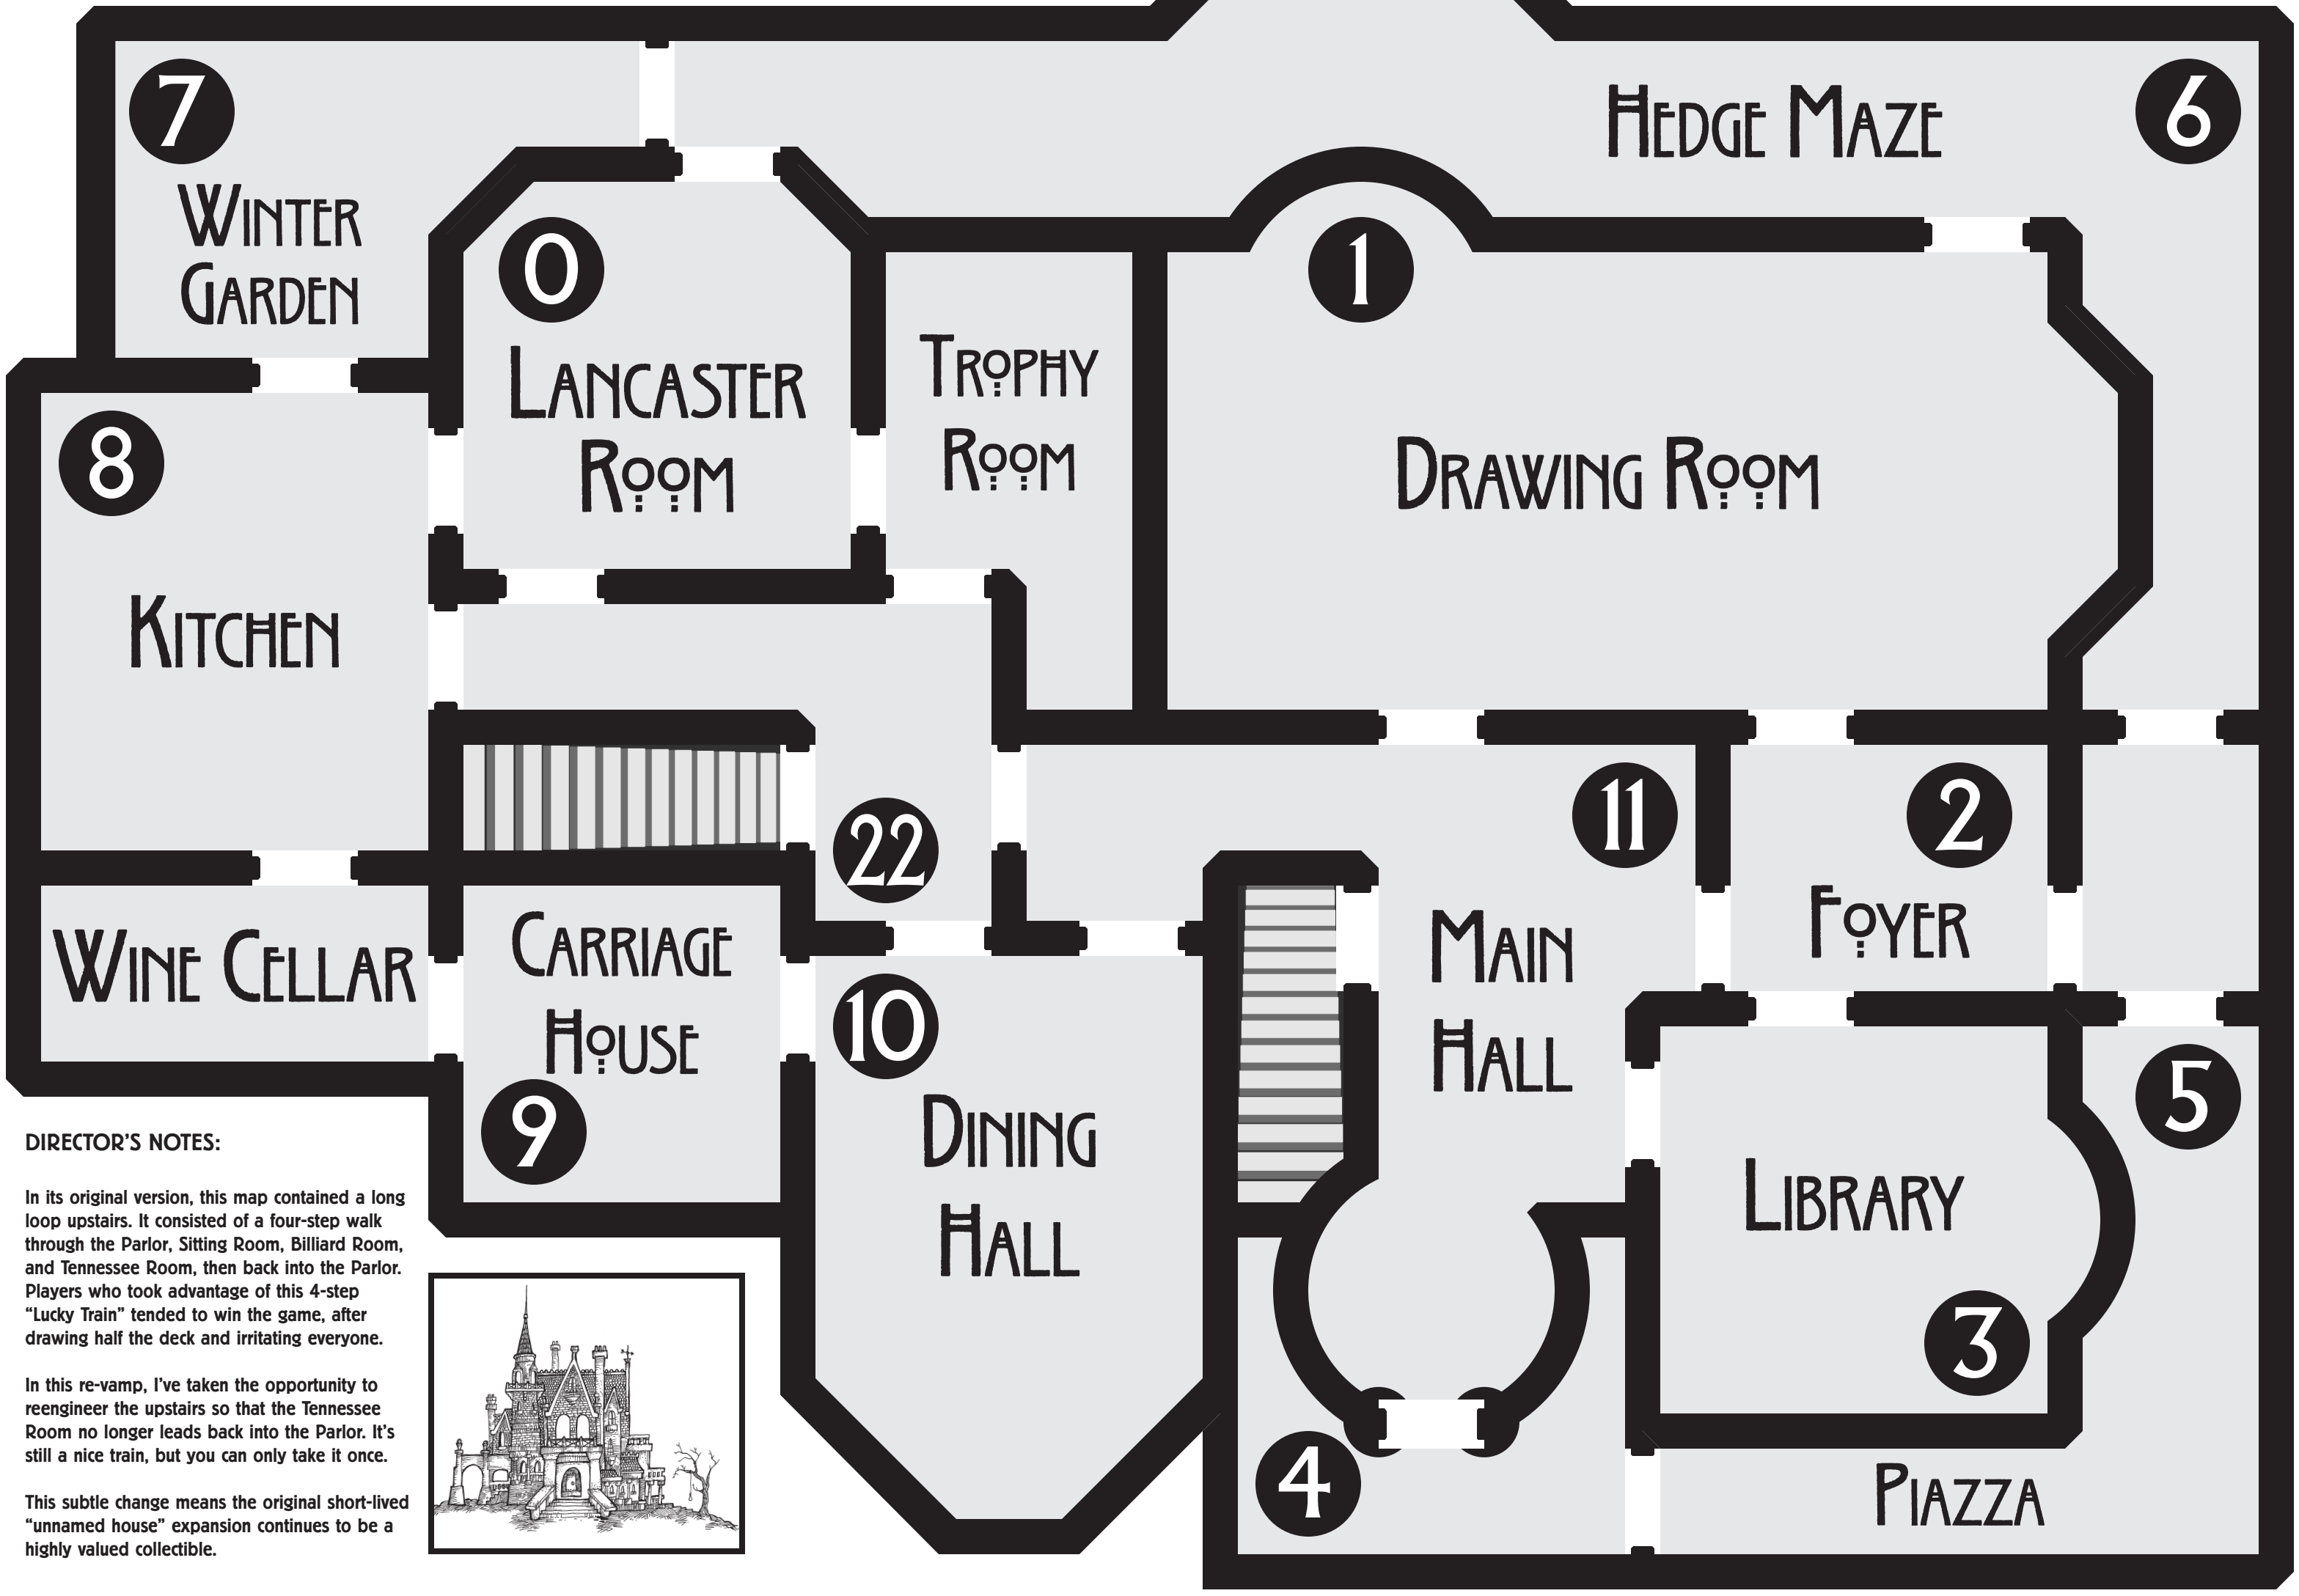 7
HEDGE MAZE
6
WINTER
GARDEN
0
LANCASTER
ROOM
TROPHY
ROOM
1
DRAWING ROOM
8
KITCHEN
22
11
2
FOYER
WINE CELLAR
CARRIAGE
HOUSE
9
10
DINING
HALL
MAIN
HALL
5
LIBRARY
3
4
PIAZZA
DIRECTOR'S NOTES:
In its original version, this map contained a long
loop upstairs. It consisted of a four-step walk
through the Parlor, Sitting Room, Billiard Room,
and Tennessee Room, then back into the Parlor.
Players who took advantage of this 4-step
“Lucky Train” tended to win the game, after
drawing half the deck and irritating everyone.
In this re-vamp, I've taken the opportunity to
reengineer the upstairs so that the Tennessee
Room no longer leads back into the Parlor. It's
still a nice train, but you can only take it once.
This subtle change means the original short-lived
“unnamed house” expansion continues to be a
highly valued collectible.